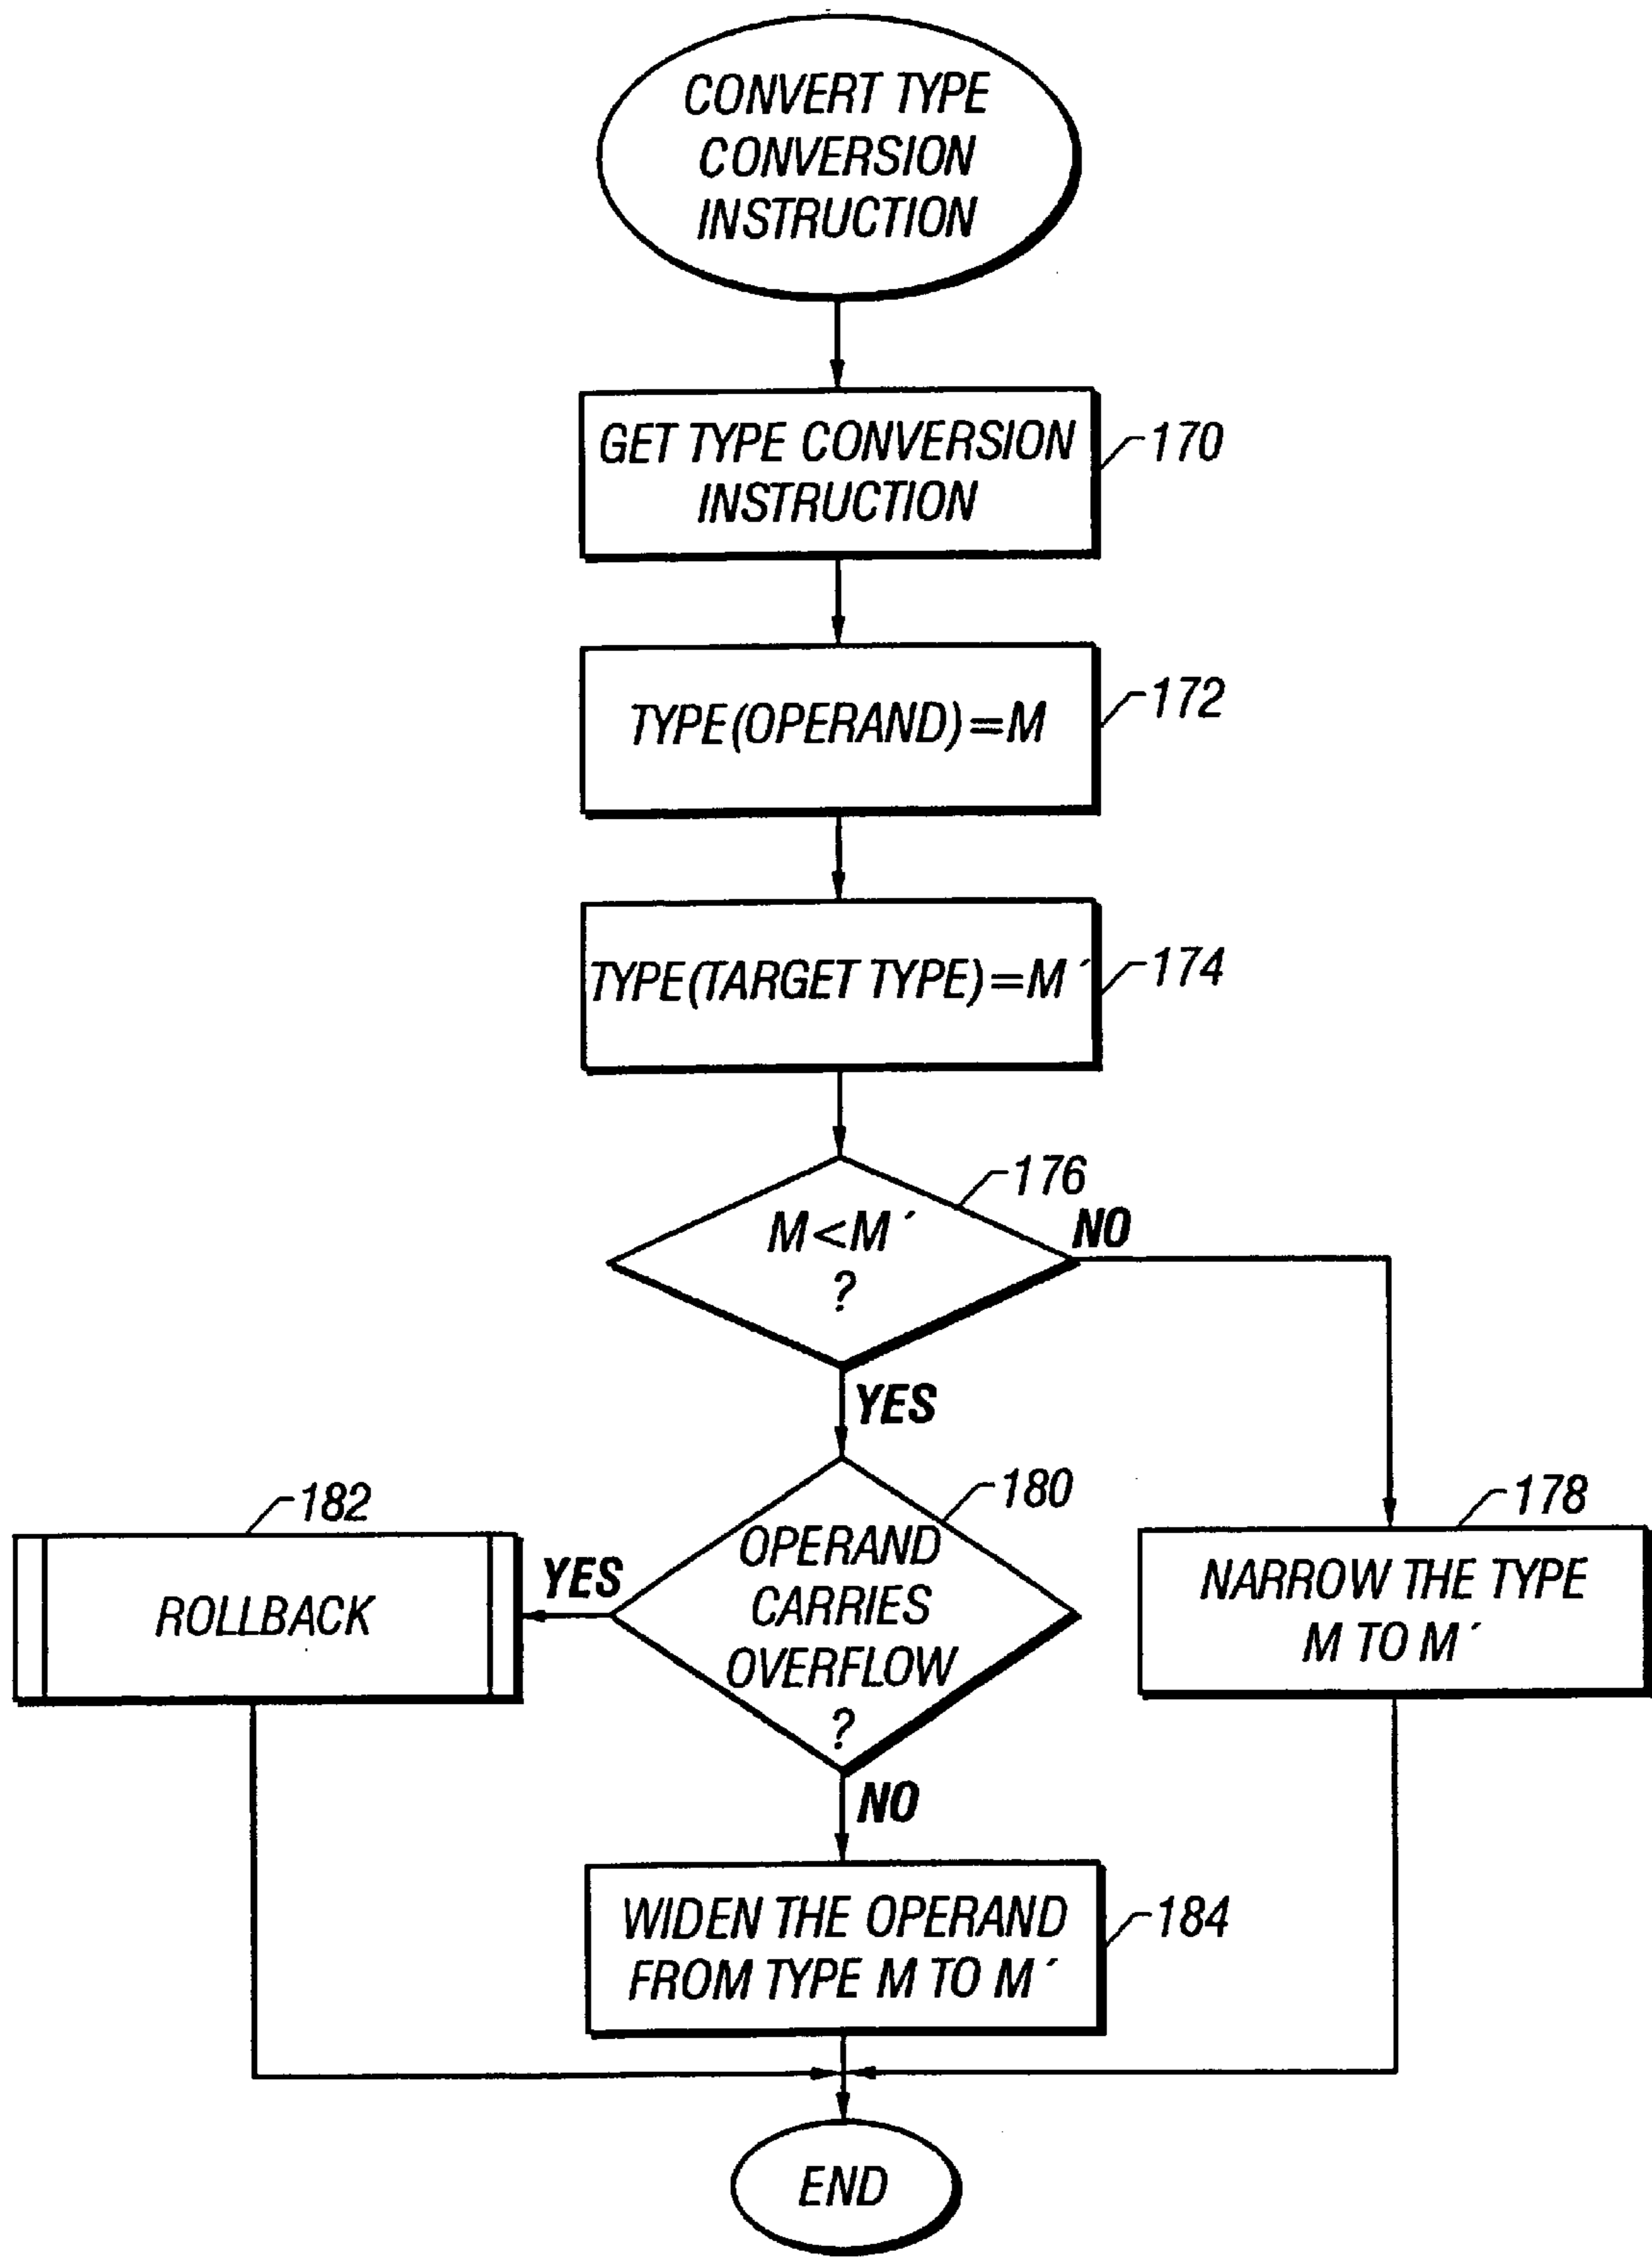 CONVERT TYPE
CONVERSION
INSTRUCTION
GET TYPE CONVERSION
INSTRUCTION
170
TYPE(OPERAND)=M
172
TYPE(TARGET TYPE)=M´
174
176
M<M´
?
NO
YES
182
ROLLBACK
YES
180
OPERAND
CARRIES
OVERFLOW
?
178
NARROW THE TYPE
M TO M´
NO
WIDEN THE OPERAND
FROM TYPE M TO M´
184
END